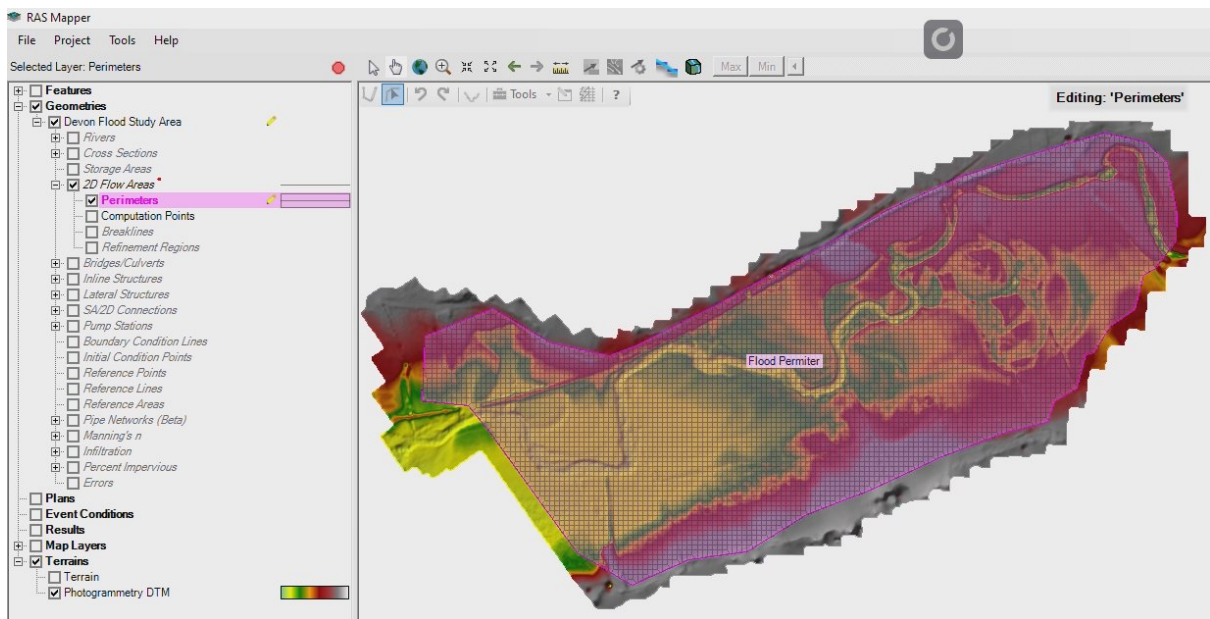 RAS Mapper
File Project Tools Help
Selected Layer: Perimeters
Max Min
Tools ?
Editing: 'Perimeters'
Features
Geometries
Devon Flood Study Area
Rivers
Cross Sections
Storage Areas
2D Flow Areas
Perimeters
Computation Points
Breaklines
Refinement Regions
Bridges/Culverts
Inline Structures
Lateral Structures
SA/2D Connections
Pump Stations
Boundary Condition Lines
Initial Condition Points
Reference Points
Reference Lines
Reference Areas
Pipe Networks (Beta)
Manning's n
Infiltration
Percent Impervious
Errors
Plans
Event Conditions
Results
Map Layers
Terrains
Terrain
Photogrammetry DTM
Flood Permiter